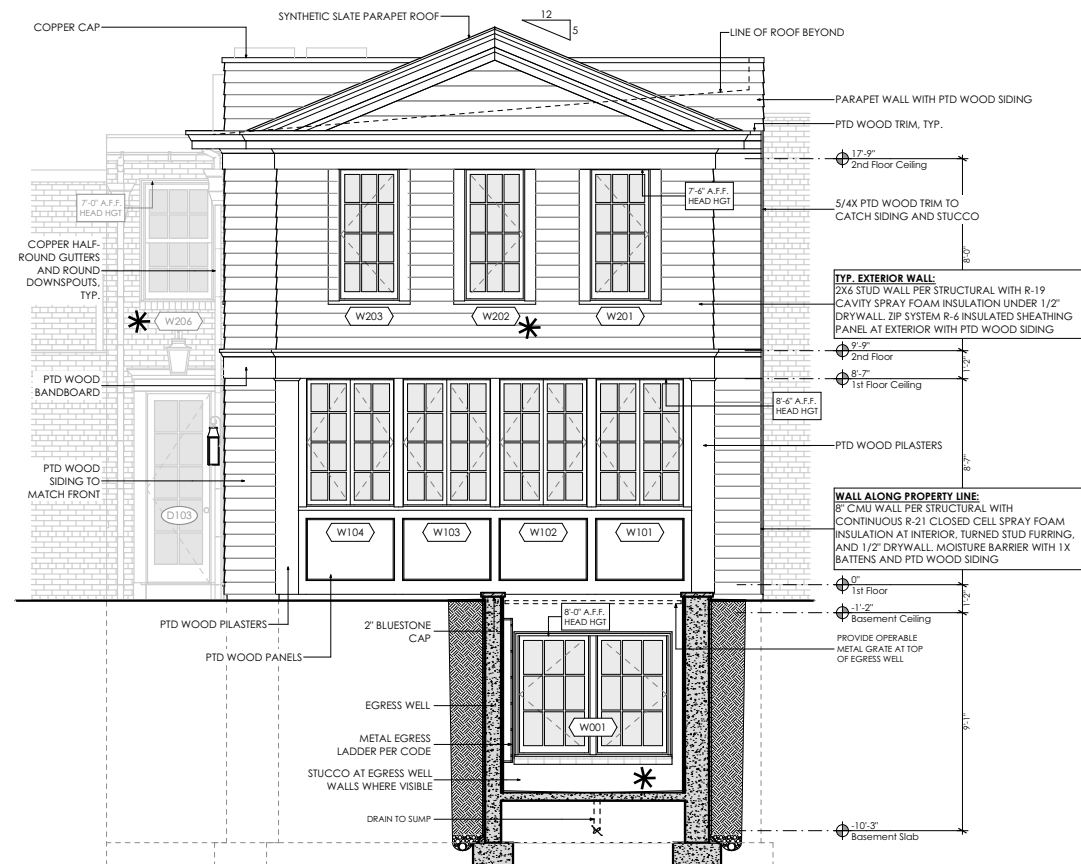 SYNTHETIC SLATE PARAPET ROOF
12
5
COPPER CAP
LINE OF ROOF BEYOND
PARAPET WALL WITH PTD WOOD SIDING
PTD WOOD TRIM, TYP.
17'-9"
2nd Floor Ceiling
7'-0" A.F.F.
HEAD HGT
7'-6" A.F.F.
HEAD HGT
5/4X PTD WOOD TRIM TO
CATCH SIDING AND STUCCO
COPPER HALF-
ROUND GUTTERS
AND ROUND
DOWNSPOUTS,
TYP.
8'-0"
TYP. EXTERIOR WALL:
2X6 STUD WALL PER STRUCTURAL WITH R-19
CAVITY SPRAY FOAM INSULATION UNDER 1/2"
DRYWALL. ZIP SYSTEM R-6 INSULATED SHEATHING
PANEL AT EXTERIOR WITH PTD WOOD SIDING
W206
W203
W202
W201
9'-9"
2nd Floor
1'-2"
8'-7"
1st Floor Ceiling
PTD WOOD
BANDBOARD
8'-6" A.F.F.
HEAD HGT
PTD WOOD PILASTERS
8'-7"
PTD WOOD
SIDING TO
MATCH FRONT
D103
W104
W103
W102
W101
WALL ALONG PROPERTY LINE:
8" CMU WALL PER STRUCTURAL WITH
CONTINUOUS R-21 CLOSED CELL SPRAY FOAM
INSULATION AT INTERIOR, TURNED STUD FURRING,
AND 1/2" DRYWALL. MOISTURE BARRIER WITH 1X
BATTENS AND PTD WOOD SIDING
0"
1st Floor
1'-2"
-1'-2"
Basement Ceiling
PTD WOOD PILASTERS
2" BLUESTONE
CAP
8'-0" A.F.F.
HEAD HGT
PROVIDE OPERABLE
METAL GRATE AT TOP
OF EGRESS WELL
PTD WOOD PANELS
EGRESS WELL
W001
9'-1"
METAL EGRESS
LADDER PER CODE
STUCCO AT EGRESS WELL
WALLS WHERE VISIBLE
DRAIN TO SUMP
-10'-3"
Basement Slab